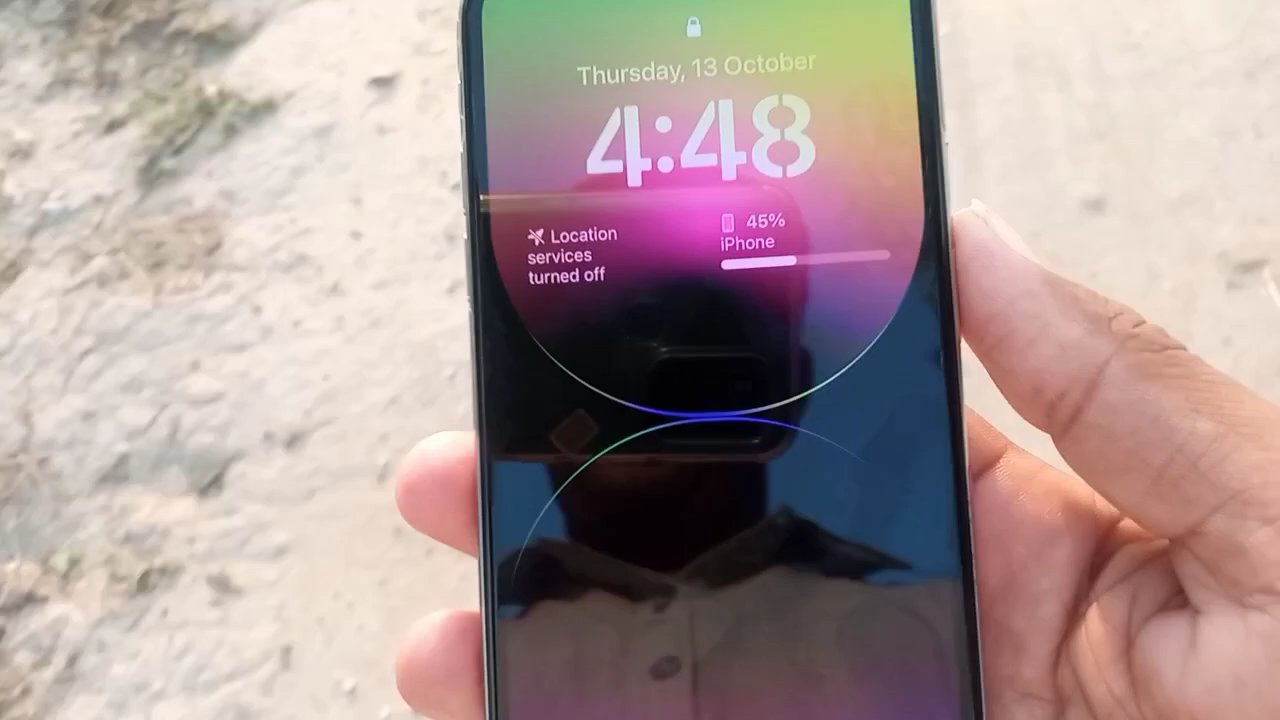 Thursday, 13 October
4:48
Location
services
turned off
45%
iPhone